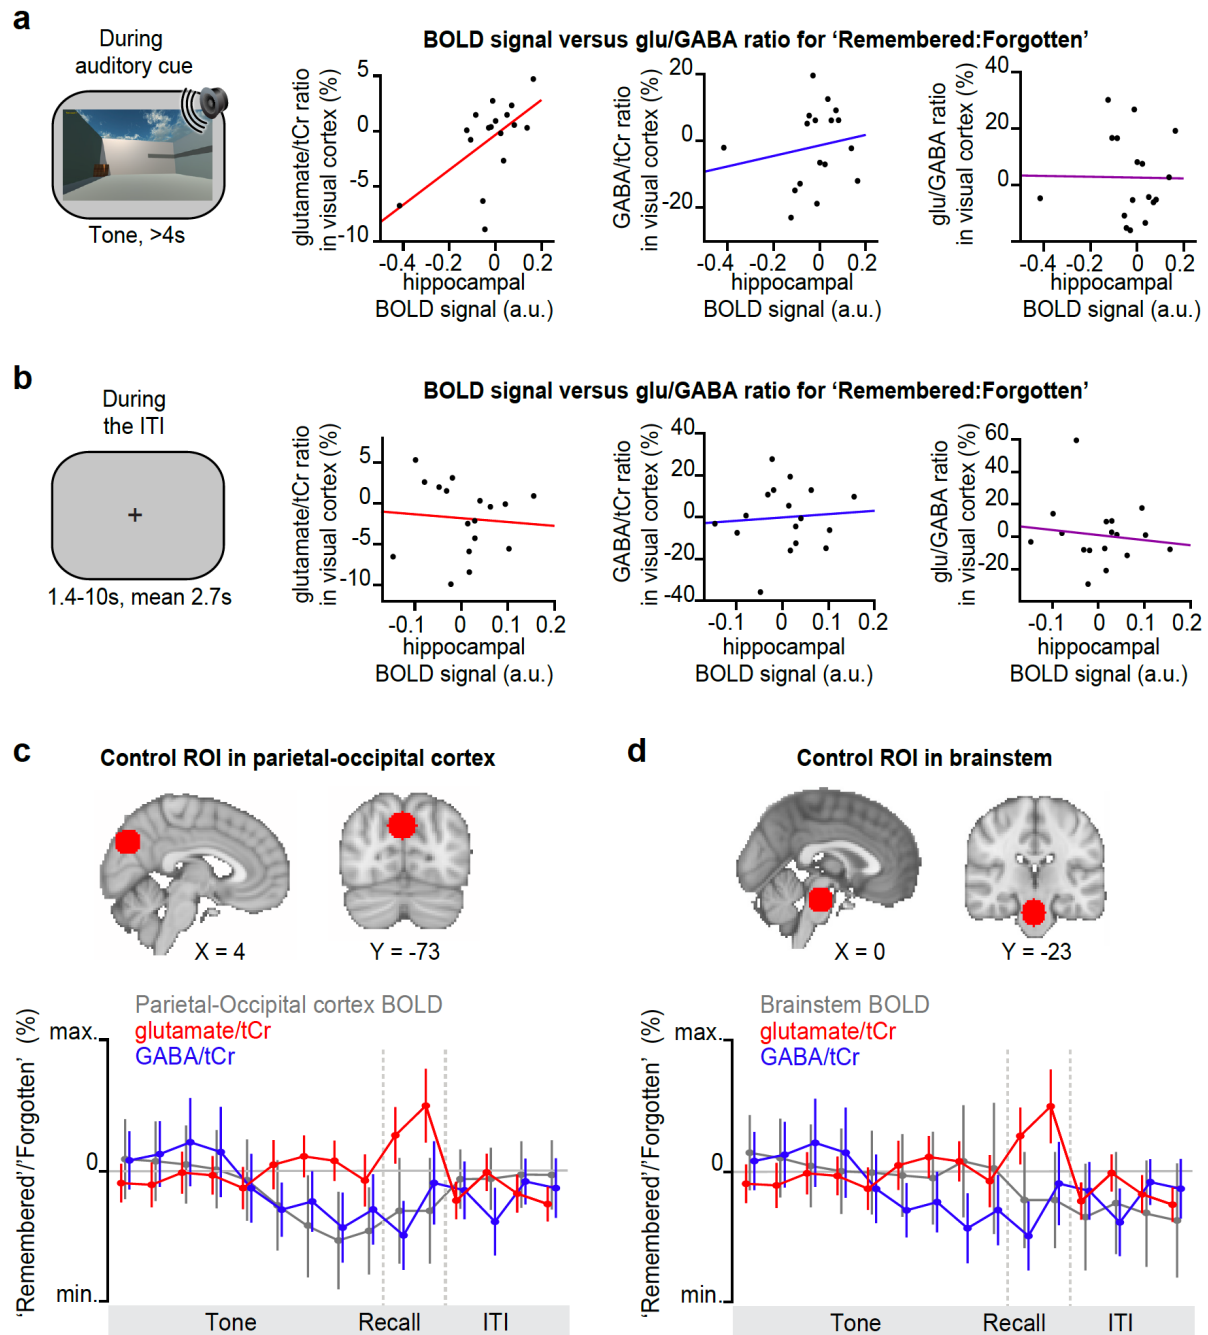 a
During
auditory cue
Tone, >4s
BOLD signal versus glu/GABA ratio for ‘Remembered:Forgotten’
glutamate/tCr ratio
in visual cortex (%)
5
0
-5
-10
-0.4 -0.2 0 0.2
hippocampal
BOLD signal (a.u.)
GABA/tCr ratio
in visual cortex (%)
20
0
-20
-0.4 -0.2 0 0.2
hippocampal
BOLD signal (a.u.)
glu/GABA ratio
in visual cortex (%)
40
20
0
-0.4 -0.2 0 0.2
hippocampal
BOLD signal (a.u.)
b
During
the ITI
+
1.4-10s, mean 2.7s
BOLD signal versus glu/GABA ratio for ‘Remembered:Forgotten’
glutamate/tCr ratio
in visual cortex (%)
5
0
-5
-10
-0.1 0 0.1 0.2
hippocampal
BOLD signal (a.u.)
GABA/tCr ratio
in visual cortex (%)
40
20
0
-20
-40
-0.1 0 0.1 0.2
hippocampal
BOLD signal (a.u.)
glu/GABA ratio
in visual cortex (%)
60
40
20
0
-20
-0.1 0 0.1 0.2
hippocampal
BOLD signal (a.u.)
c
Control ROI in parietal-occipital cortex
X = 4
Y = -73
Parietal-Occipital cortex BOLD
glutamate/tCr
GABA/tCr
‘Remembered’/’Forgotten’ (%)
max.
0
min.
Tone Recall ITI
d
Control ROI in brainstem
X = 0
Y = -23
Brainstem BOLD
glutamate/tCr
GABA/tCr
‘Remembered’/’Forgotten’ (%)
max.
0
min.
Tone Recall ITI